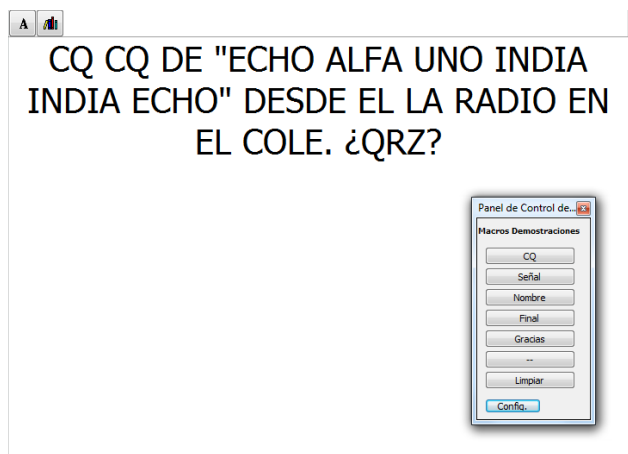 A
CQ CQ DE "ECHO ALFA UNO INDIA
INDIA ECHO" DESDE EL LA RADIO EN
EL COLE. ¿QRZ?
Panel de Control de...
Macros Demostraciones
CQ
Señal
Nombre
Final
Gracias
--
Limpiar
Config.